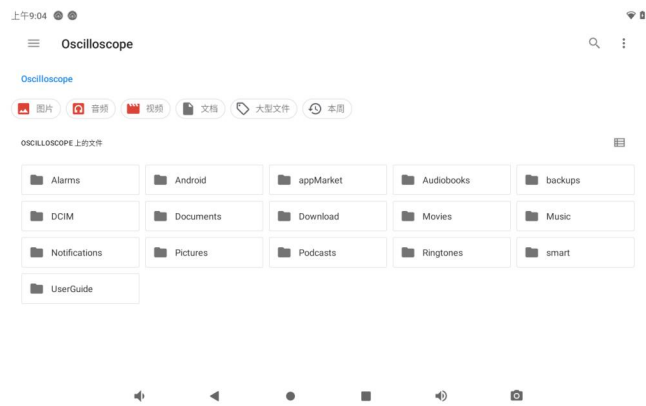 上午9:04
Oscilloscope
Oscilloscope
图片 音频 视频 文档 大型文件 本周
OSCILLOSCOPE 上的文件
Alarms Android appMarket Audiobooks backups
DCIM Documents Download Movies Music
Notifications Pictures Podcasts Ringtones smart
UserGuide